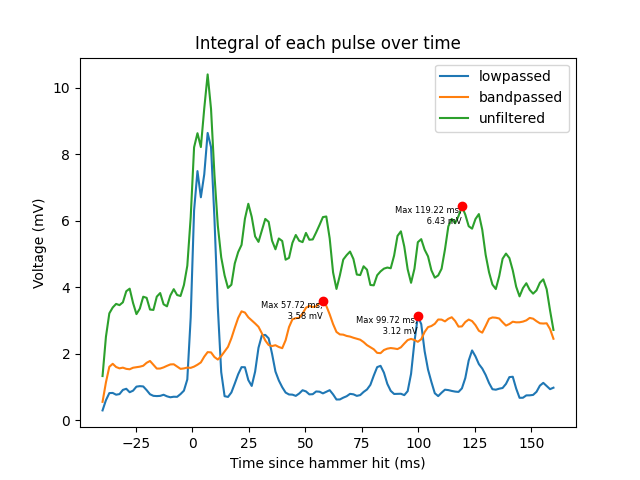 Integral of each pulse over time
lowpassed
bandpassed
unfiltered
Max 119.22 ms,
6.43 mV
Max 57.72 ms,
3.58 mV
Max 99.72 ms,
3.12 mV
Voltage (mV)
10
8
6
4
2
0
−25
0
25
50
75
100
125
150
Time since hammer hit (ms)